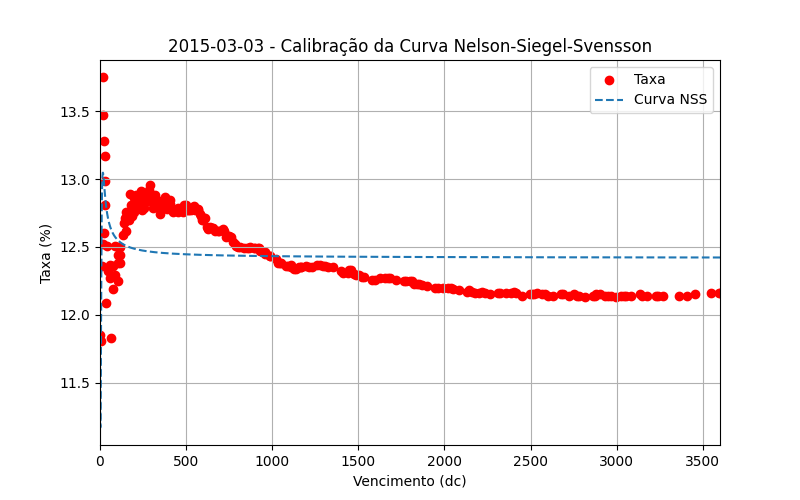 2015-03-03 - Calibração da Curva Nelson-Siegel-Svensson
Taxa
Curva NSS
Taxa (%)
13.5
13.0
12.5
12.0
11.5
0 500 1000 1500 2000 2500 3000 3500
Vencimento (dc)